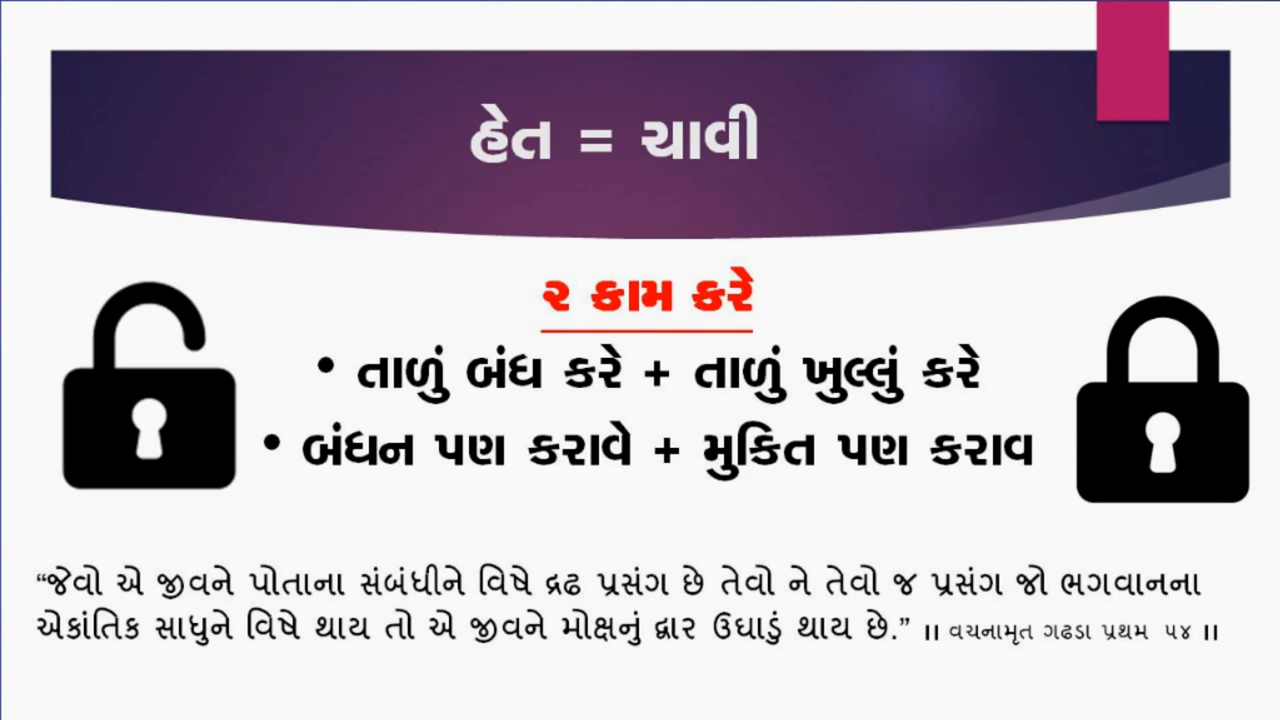 હેત = ચાવી
૨ કામ કરે
• તાળું બંધ કરે + તાળું ખુલ્લું કરે
• બંધન પણ કરાવે + મુકિત પણ કરાવ
“જેવો એ જીવને પોતાના સંબંધીને વિષે દ્રઢ પ્રસંગ છે તેવો ને તેવો જ પ્રસંગ જો ભગવાનના
એકાંતિક સાધુને વિષે થાય તો એ જીવને મોક્ષનું દ્વાર ઉઘાડું થાય છે.” ।। વચનામૃત ગઢડા પ્રથમ ૫૪ ।।